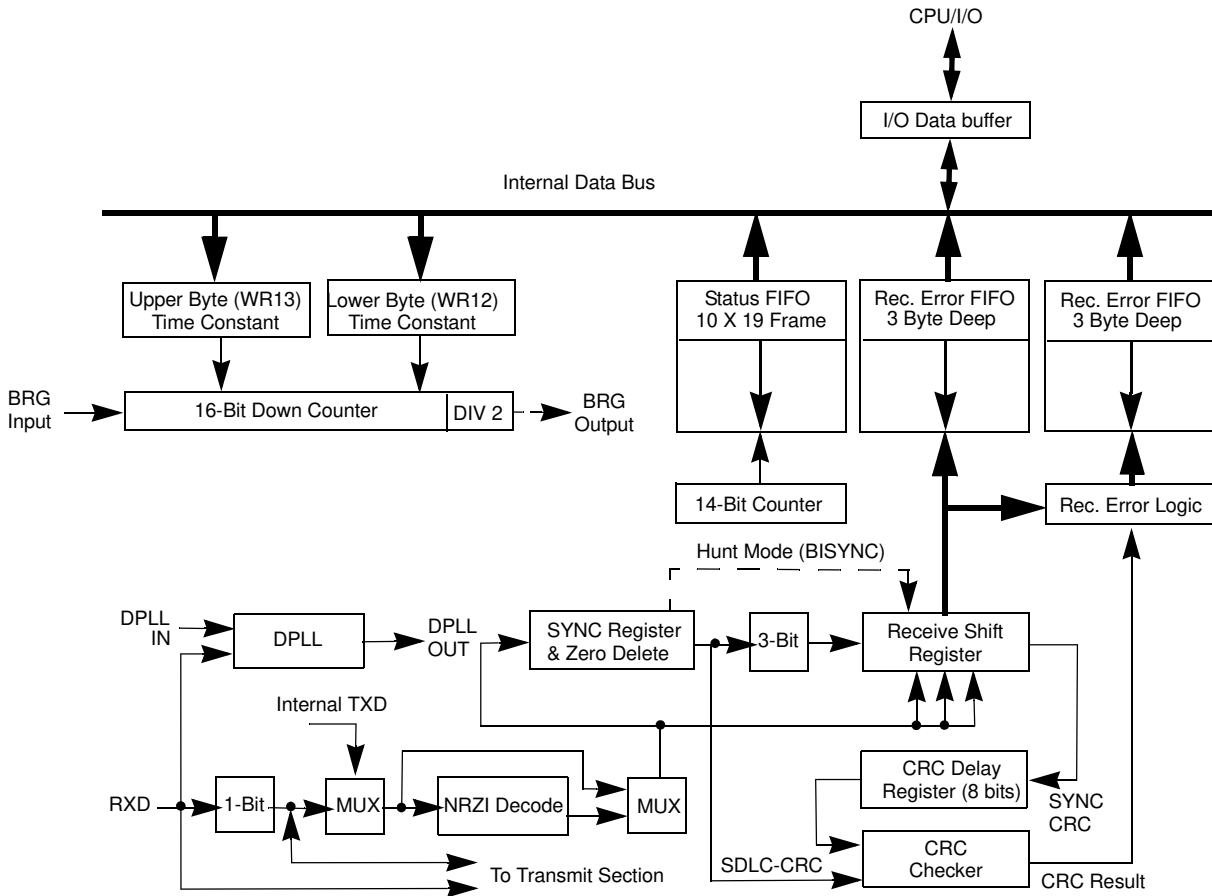 CPU/I/O
I/O Data buffer
Internal Data Bus
Upper Byte (WR13)
Time Constant
Lower Byte (WR12)
Time Constant
Status FIFO
10 X 19 Frame
Rec. Error FIFO
3 Byte Deep
Rec. Error FIFO
3 Byte Deep
BRG
Input
16-Bit Down Counter
DIV 2
BRG
Output
14-Bit Counter
Rec. Error Logic
Hunt Mode (BISYNC)
DPLL
IN
DPLL
DPLL
OUT
SYNC Register
& Zero Delete
3-Bit
Receive Shift
Register
Internal TXD
RXD
1-Bit
MUX
NRZI Decode
MUX
CRC Delay
Register (8 bits)
SYNC
CRC
CRC
Checker
SDLC-CRC
CRC Result
To Transmit Section